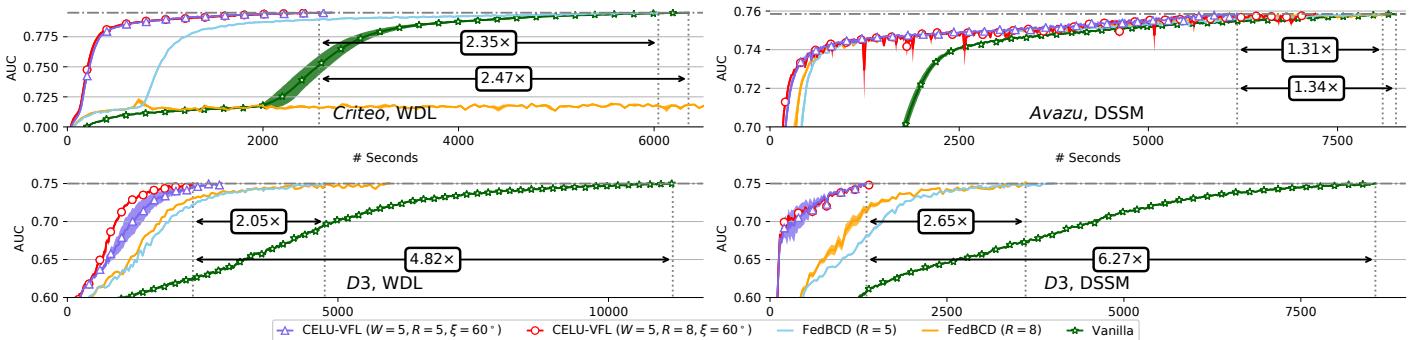 AUC
0.775
0.750
0.725
0.700
2.35×
2.47×
Criteo, WDL
0 2000 4000 6000
# Seconds
AUC
0.76
0.74
0.72
0.70
1.31×
1.34×
Avazu, DSSM
0 2500 5000 7500
# Seconds
AUC
0.75
0.70
0.65
0.60
2.05×
4.82×
D3, WDL
0 5000 10000
AUC
0.75
0.70
0.65
0.60
2.65×
6.27×
D3, DSSM
0 2500 5000 7500
CELU-VFL (W = 5, R = 5, ξ = 60°) CELU-VFL (W = 5, R = 8, ξ = 60°) FedBCD (R = 5) FedBCD (R = 8) Vanilla